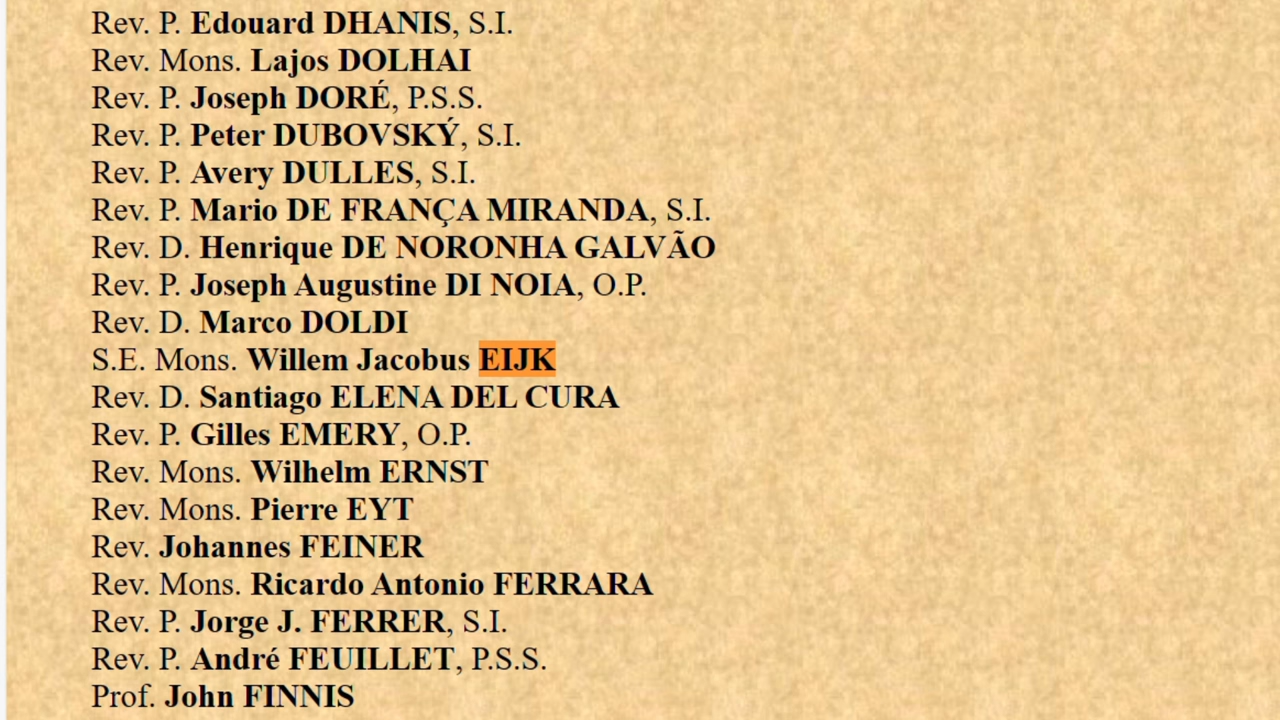 Rev. P. Edouard DHANIS, S.I.
Rev. Mons. Lajos DOLHAI
Rev. P. Joseph DORÉ, P.S.S.
Rev. P. Peter DUBOVSKÝ, S.I.
Rev. P. Avery DULLES, S.I.
Rev. P. Mario DE FRANÇA MIRANDA, S.I.
Rev. D. Henrique DE NORONHA GALVÃO
Rev. P. Joseph Augustine DI NOIA, O.P.
Rev. D. Marco DOLDI
S.E. Mons. Willem Jacobus EIJK
Rev. D. Santiago ELENA DEL CURA
Rev. P. Gilles EMERY, O.P.
Rev. Mons. Wilhelm ERNST
Rev. Mons. Pierre EYT
Rev. Johannes FEINER
Rev. Mons. Ricardo Antonio FERRARA
Rev. P. Jorge J. FERRER, S.I.
Rev. P. André FEUILLET, P.S.S.
Prof. John FINNIS